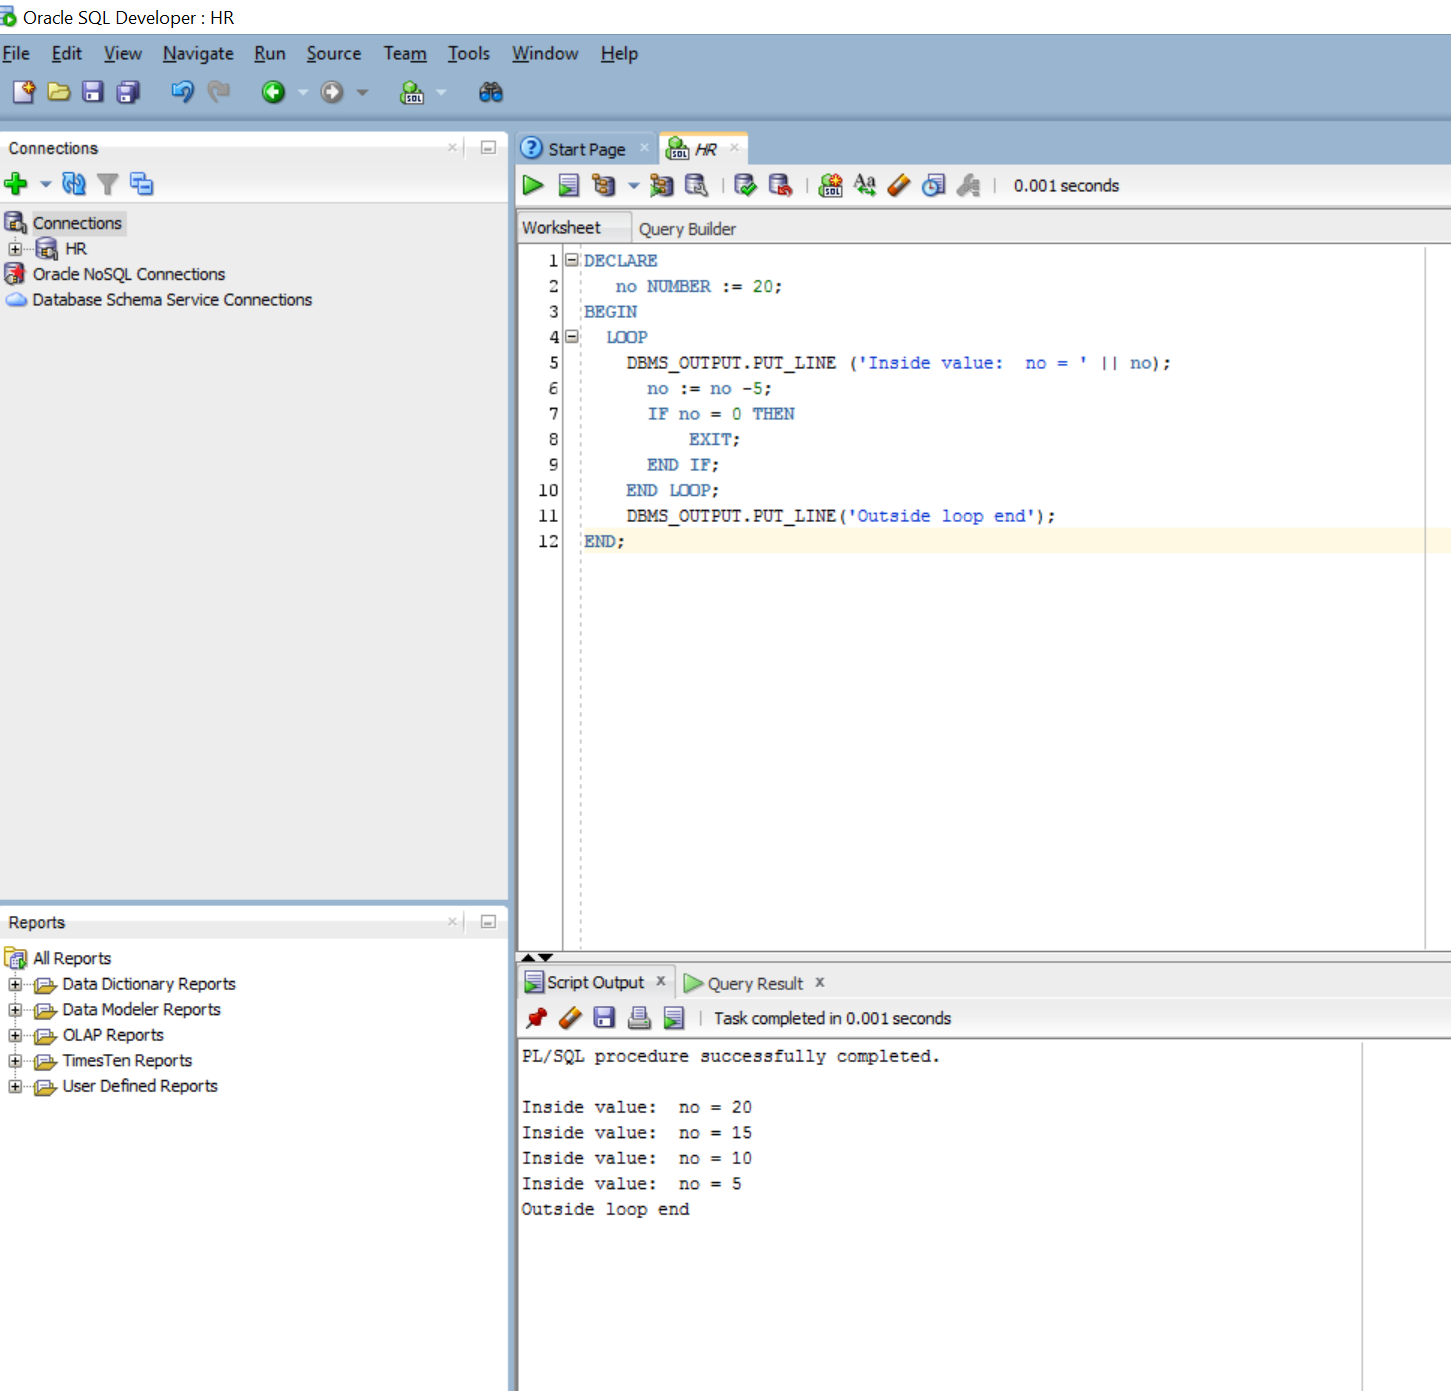 Oracle SQL Developer : HR
File Edit View Navigate Run Source Team Tools Window Help
Connections
Connections
HR
Oracle NoSQL Connections
Database Schema Service Connections
Reports
All Reports
Data Dictionary Reports
Data Modeler Reports
OLAP Reports
TimesTen Reports
User Defined Reports
Start Page HR
0.001 seconds
Worksheet Query Builder
1 DECLARE
2 no NUMBER := 20;
3 BEGIN
4 LOOP
5 DBMS_OUTPUT.PUT_LINE ('Inside value:  no = ' || no);
6 no := no -5;
7 IF no = 0 THEN
8 EXIT;
9 END IF;
10 END LOOP;
11 DBMS_OUTPUT.PUT_LINE('Outside loop end');
12 END;
Script Output x Query Result x
Task completed in 0.001 seconds
PL/SQL procedure successfully completed.
Inside value:  no = 20
Inside value:  no = 15
Inside value:  no = 10
Inside value:  no = 5
Outside loop end